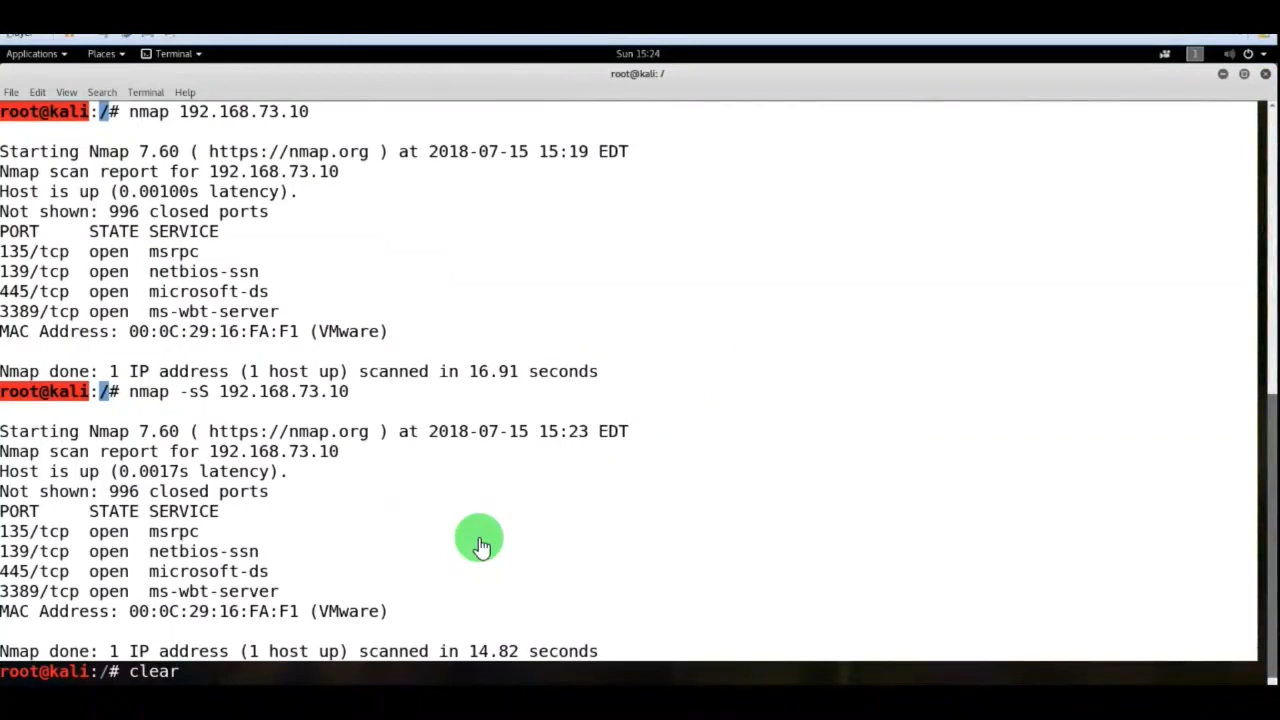 Applications Places Terminal Sun 15:24 1
root@kali: /
File Edit View Search Terminal Help
root@kali:/# nmap 192.168.73.10
Starting Nmap 7.60 ( https://nmap.org ) at 2018-07-15 15:19 EDT
Nmap scan report for 192.168.73.10
Host is up (0.00100s latency).
Not shown: 996 closed ports
PORT     STATE SERVICE
135/tcp  open  msrpc
139/tcp  open  netbios-ssn
445/tcp  open  microsoft-ds
3389/tcp open  ms-wbt-server
MAC Address: 00:0C:29:16:FA:F1 (VMware)
Nmap done: 1 IP address (1 host up) scanned in 16.91 seconds
root@kali:/# nmap -sS 192.168.73.10
Starting Nmap 7.60 ( https://nmap.org ) at 2018-07-15 15:23 EDT
Nmap scan report for 192.168.73.10
Host is up (0.0017s latency).
Not shown: 996 closed ports
PORT     STATE SERVICE
135/tcp  open  msrpc
139/tcp  open  netbios-ssn
445/tcp  open  microsoft-ds
3389/tcp open  ms-wbt-server
MAC Address: 00:0C:29:16:FA:F1 (VMware)
Nmap done: 1 IP address (1 host up) scanned in 14.82 seconds
root@kali:/# clear